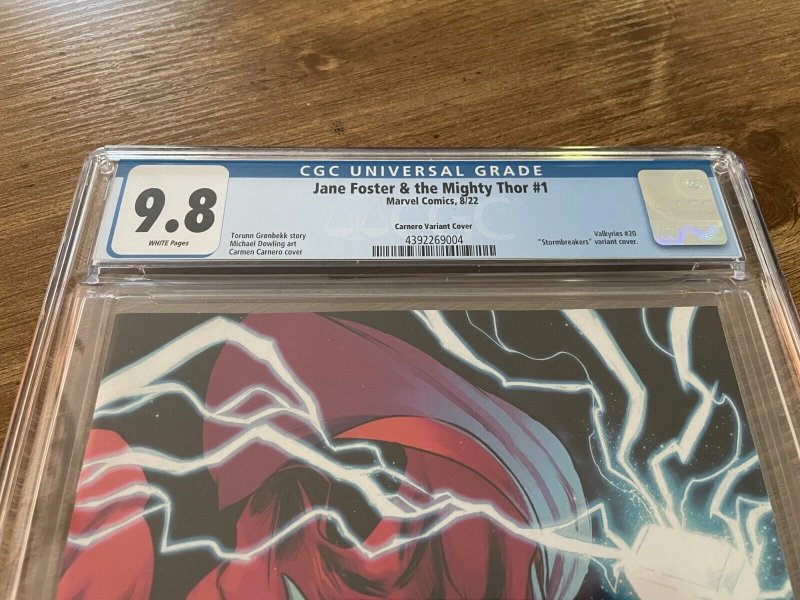 CGC UNIVERSAL GRADE
9.8
WHITE Pages
Jane Foster & the Mighty Thor #1
Marvel Comics, 8/22
Carnero Variant Cover
Torunn Grønbekk story
Michael Dowling art
Carmen Carnero cover
4392269004
Valkyries #20
"Stormbreakers" variant cover.
CGC